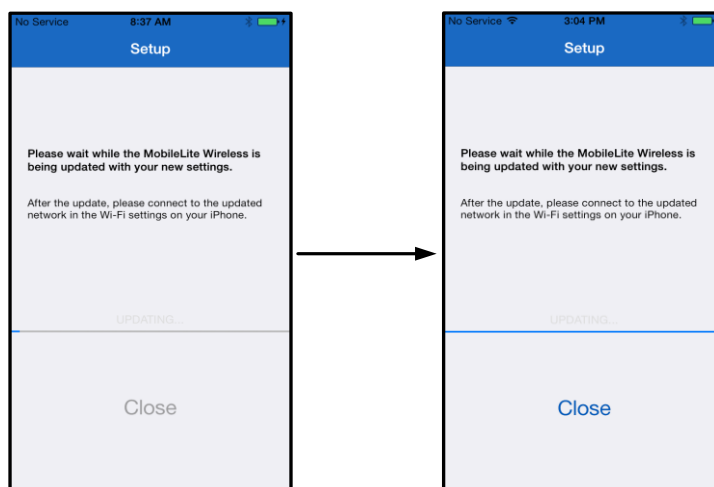 No Service 8:37 AM
Setup
Please wait while the MobileLite Wireless is
being updated with your new settings.
After the update, please connect to the updated
network in the Wi-Fi settings on your iPhone.
UPDATING...
Close
No Service 3:04 PM
Setup
Please wait while the MobileLite Wireless is
being updated with your new settings.
After the update, please connect to the updated
network in the Wi-Fi settings on your iPhone.
UPDATING...
Close